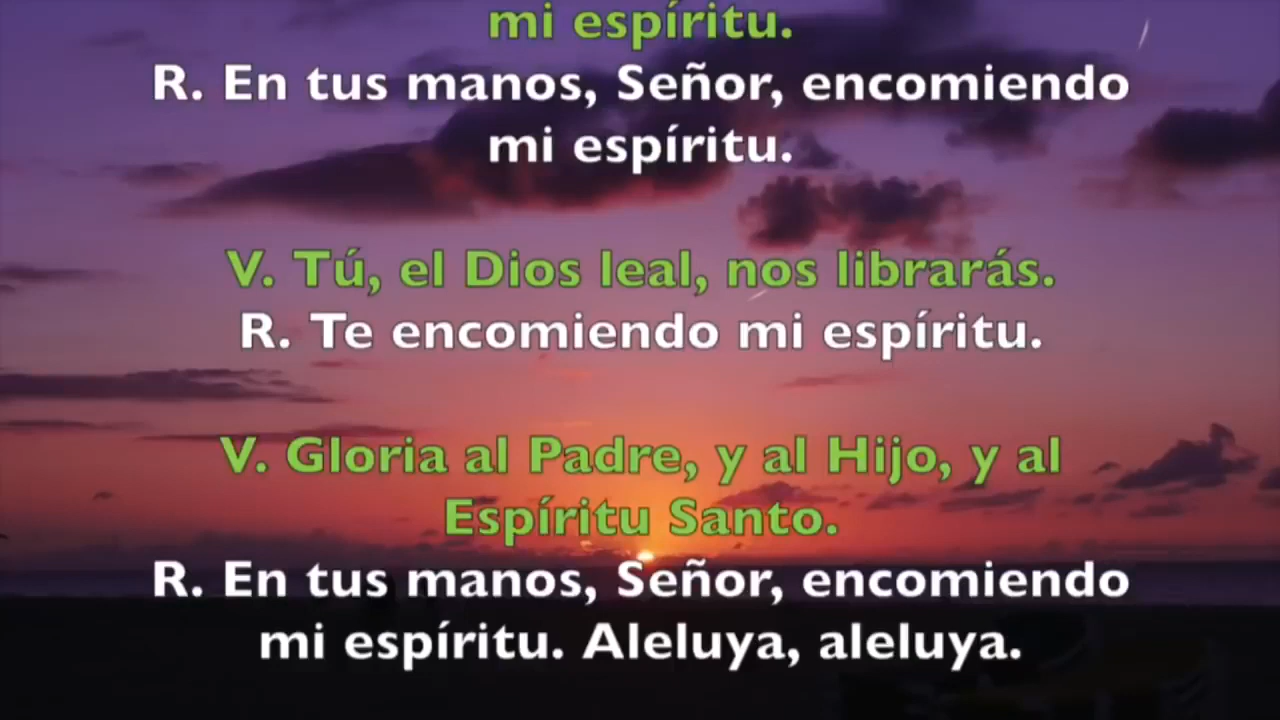 mi espíritu.
R. En tus manos, Señor, encomiendo
mi espíritu.
V. Tú, el Dios leal, nos librarás.
R. Te encomiendo mi espíritu.
V. Gloria al Padre, y al Hijo, y al
Espíritu Santo.
R. En tus manos, Señor, encomiendo
mi espíritu. Aleluya, aleluya.